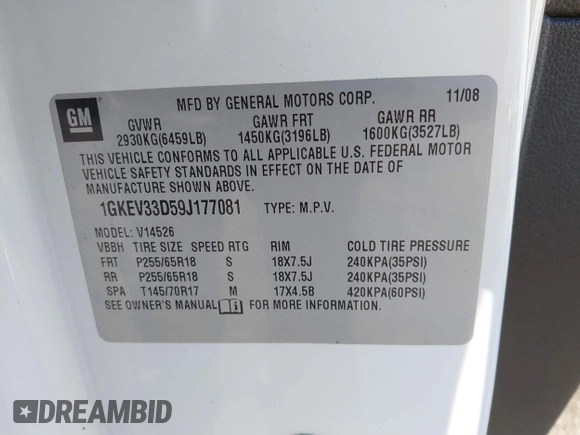 GM
MFD BY GENERAL MOTORS CORP. 11/08
GVWR GAWR FRT GAWR RR
2930KG(6459LB) 1450KG(3196LB) 1600KG(3527LB)
THIS VEHICLE CONFORMS TO ALL APPLICABLE U.S. FEDERAL MOTOR
VEHICLE SAFETY STANDARDS IN EFFECT ON THE DATE OF
MANUFACTURE SHOWN ABOVE.
1GKEV33D59J177081 TYPE: M.P.V.
MODEL: V14526
VBBH TIRE SIZE SPEED RTG RIM COLD TIRE PRESSURE
FRT P255/65R18 S 18X7.5J 240KPA(35PSI)
RR P255/65R18 S 18X7.5J 240KPA(35PSI)
SPA T145/70R17 M 17X4.5B 420KPA(60PSI)
SEE OWNER'S MANUAL FOR MORE INFORMATION.
DREAMBID